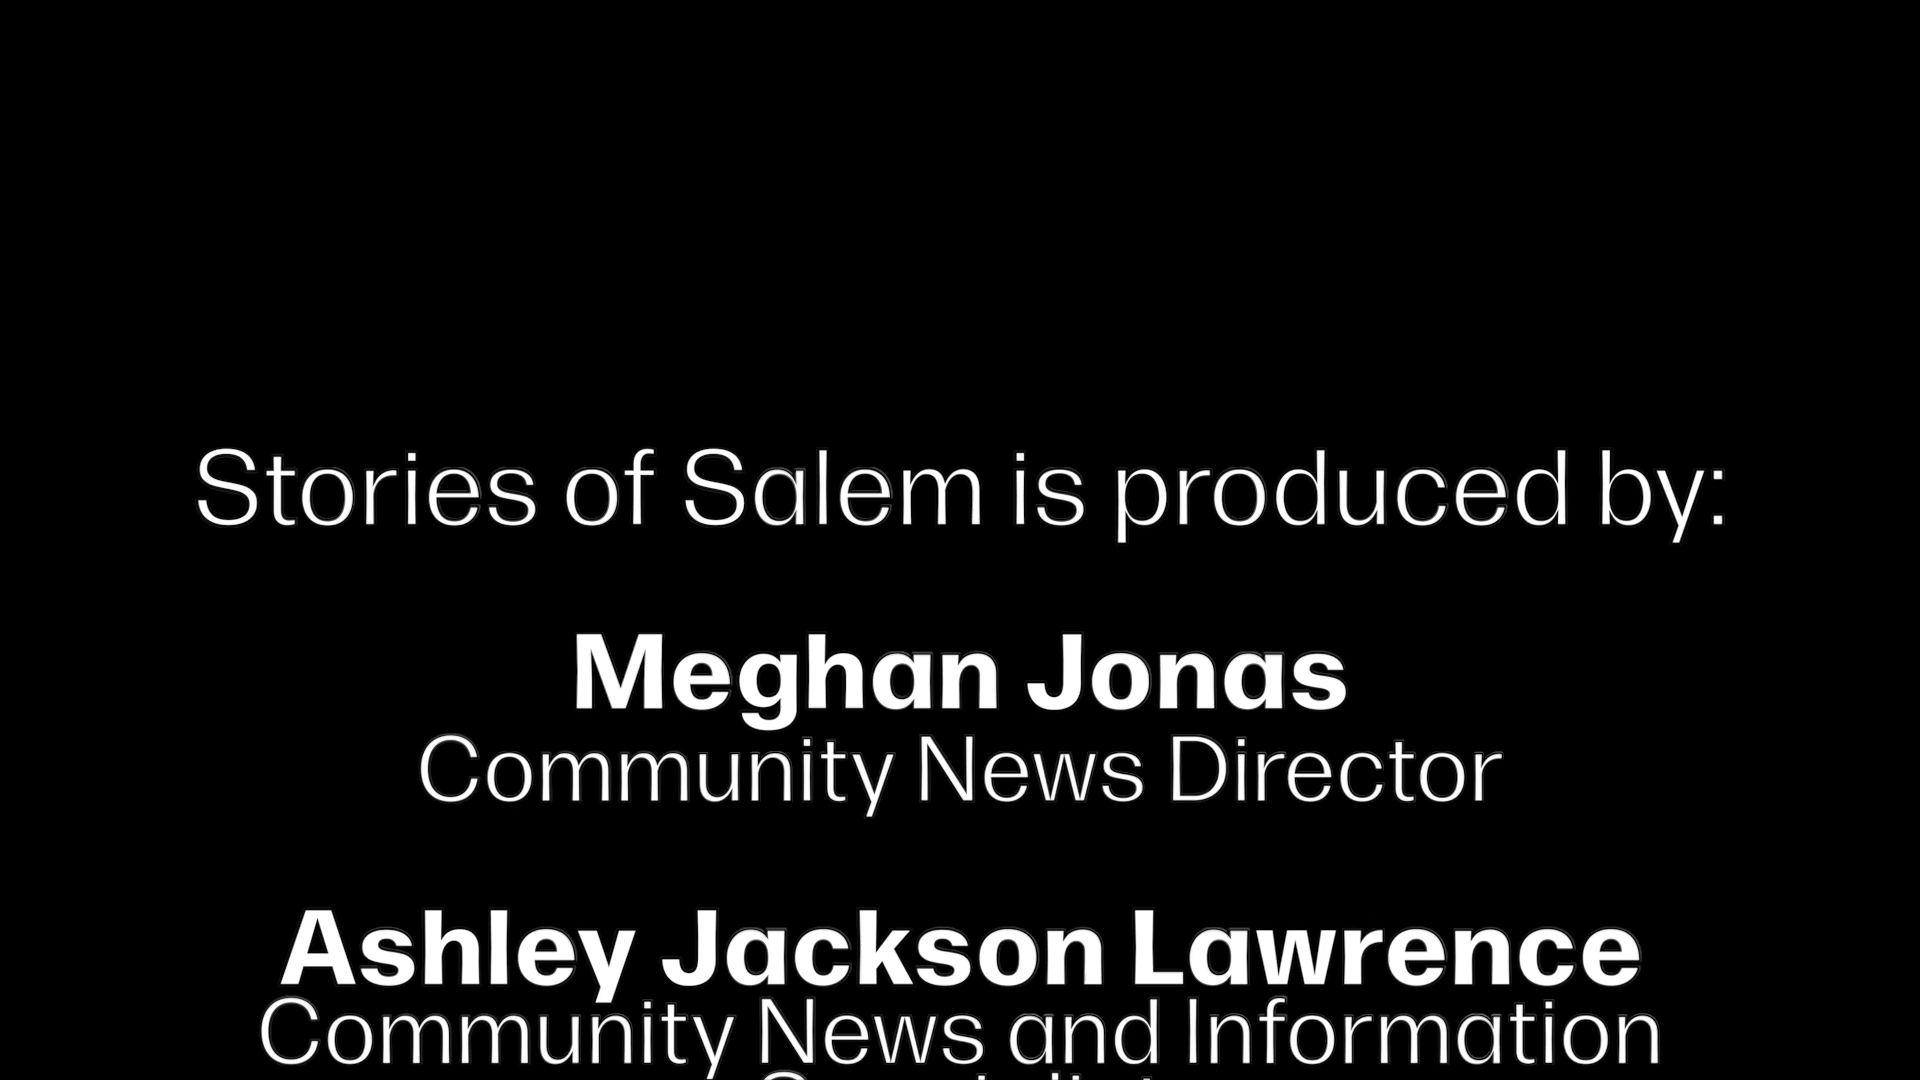 Stories of Salem is produced by:
Meghan Jonas
Community News Director
Ashley Jackson Lawrence
Community News and Information